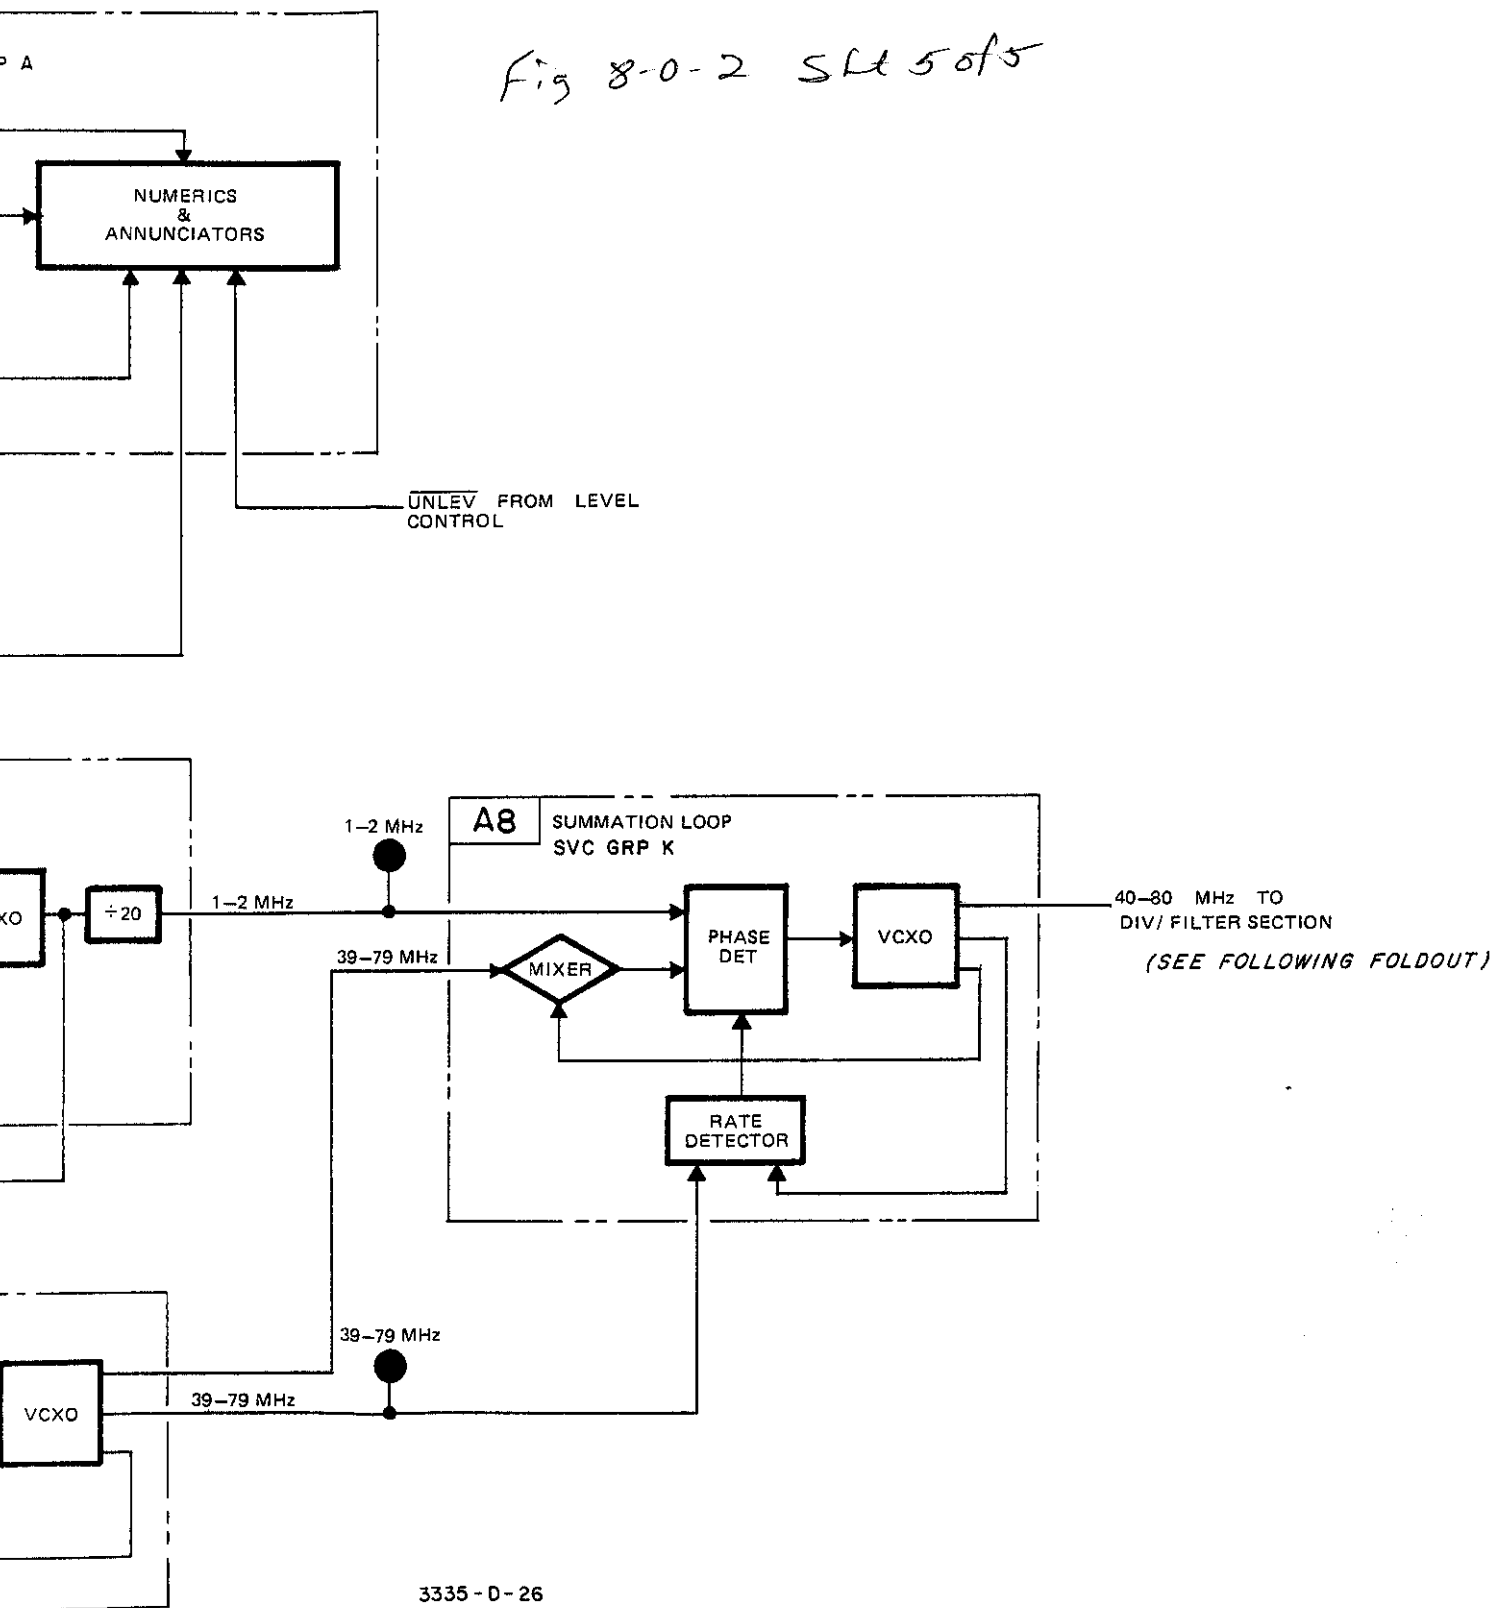 Fig 8-0-2 Sht 5 of 5
P A
NUMERICS
&
ANNUNCIATORS
UNLEV FROM LEVEL
CONTROL
A8
SUMMATION LOOP
SVC GRP K
1–2 MHz
XO
÷20
1–2 MHz
39–79 MHz
MIXER
PHASE
DET
VCXO
40–80 MHz TO
DIV/ FILTER SECTION
(SEE FOLLOWING FOLDOUT)
RATE
DETECTOR
39–79 MHz
39–79 MHz
VCXO
3335-D-26